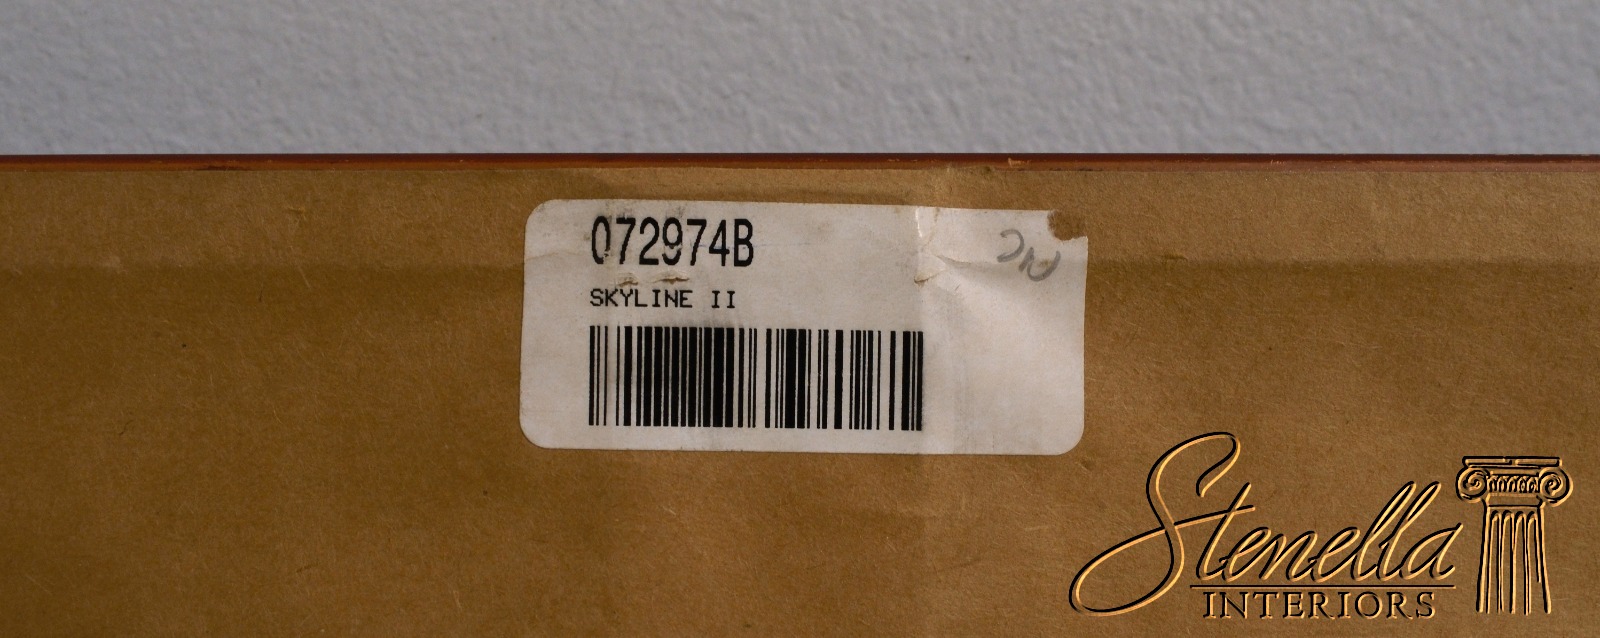 072974B
SKYLINE II
Stenella
INTERIORS